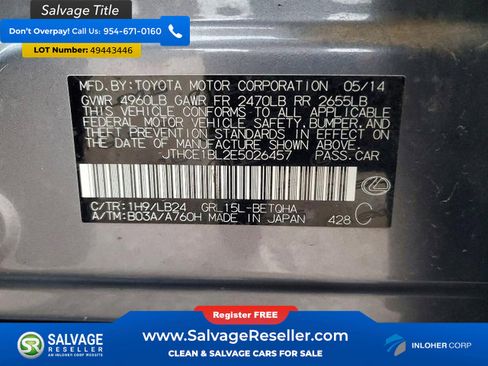 Salvage Title
Don't Overpay! Call Us: 954-671-0160
LOT Number: 49443446
MFD.BY: TOYOTA MOTOR CORPORATION 05/14
GVWR 4960LB GAWR FR 2470LB RR 2655LB
THIS VEHICLE CONFORMS TO ALL APPLICABLE
FEDERAL MOTOR VEHICLE SAFETY, BUMPER, AND
THEFT PREVENTION STANDARDS IN EFFECT ON
THE DATE OF MANUFACTURE SHOWN ABOVE.
JTHCE1BL2E5026457 PASS.CAR
C/TR: 1H9/LB24 GRL15L-BETQHA
A/TM: B03A/A760H MADE IN JAPAN 428 C
Register FREE
www.SalvageReseller.com
CLEAN & SALVAGE CARS FOR SALE
SALVAGE
RESELLER
AN INLOHER CORP WEBSITE
INLOHER CORP